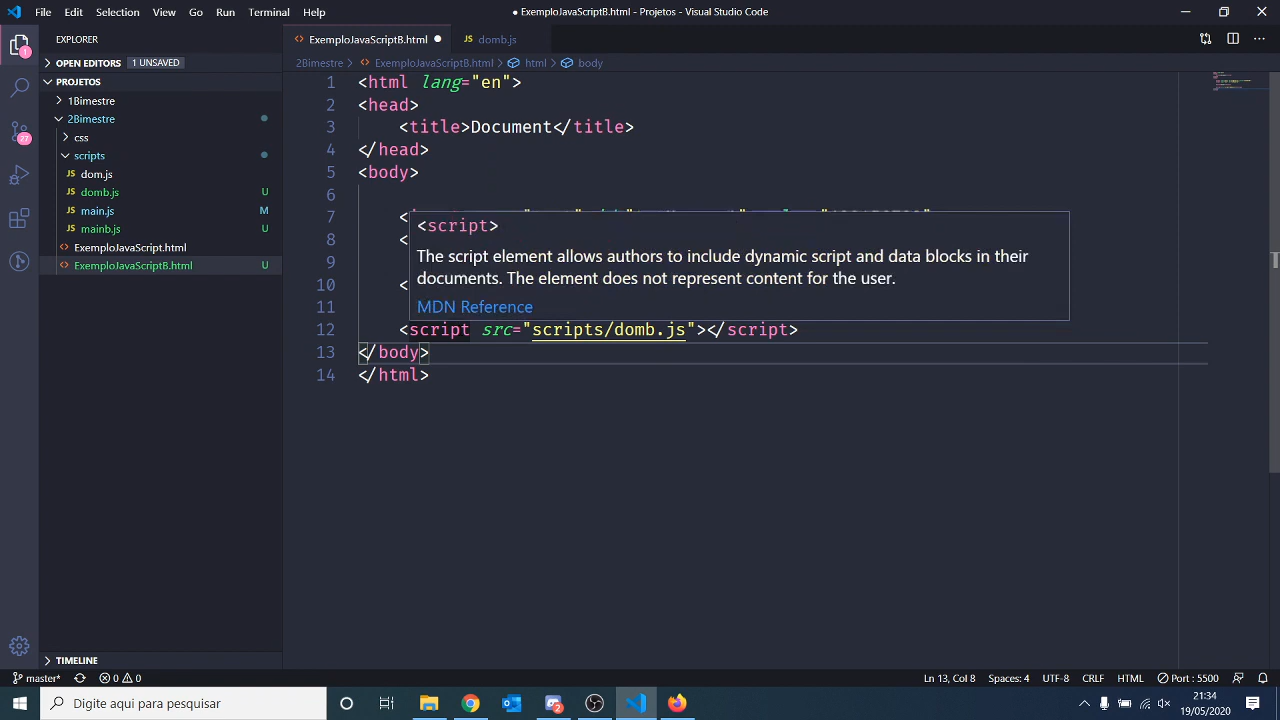 File Edit Selection View Go Run Terminal Help
● ExemploJavaScriptB.html - Projetos - Visual Studio Code
EXPLORER
ExemploJavaScriptB.html
domb.js
OPEN EDITORS 1 UNSAVED
2Bimestre > ExemploJavaScriptB.html > html > body
PROJETOS
1Bimestre
2Bimestre
css
scripts
JS dom.js
JS domb.js U
JS main.js M
JS mainb.js U
ExemploJavaScript.html
ExemploJavaScriptB.html U
TIMELINE
1 <html lang="en">
2 <head>
3 <title>Document</title>
4 </head>
5 <body>
6
7 <
8 <
9
10 <
11
12 <script src="scripts/domb.js"></script>
13 </body>
14 </html>
<script>
The script element allows authors to include dynamic script and data blocks in their
documents. The element does not represent content for the user.
MDN Reference
1
27
master* 0 0 Ln 13, Col 8 Spaces: 4 UTF-8 CRLF HTML Port : 5500
Digite aqui para pesquisar
21:34
19/05/2020